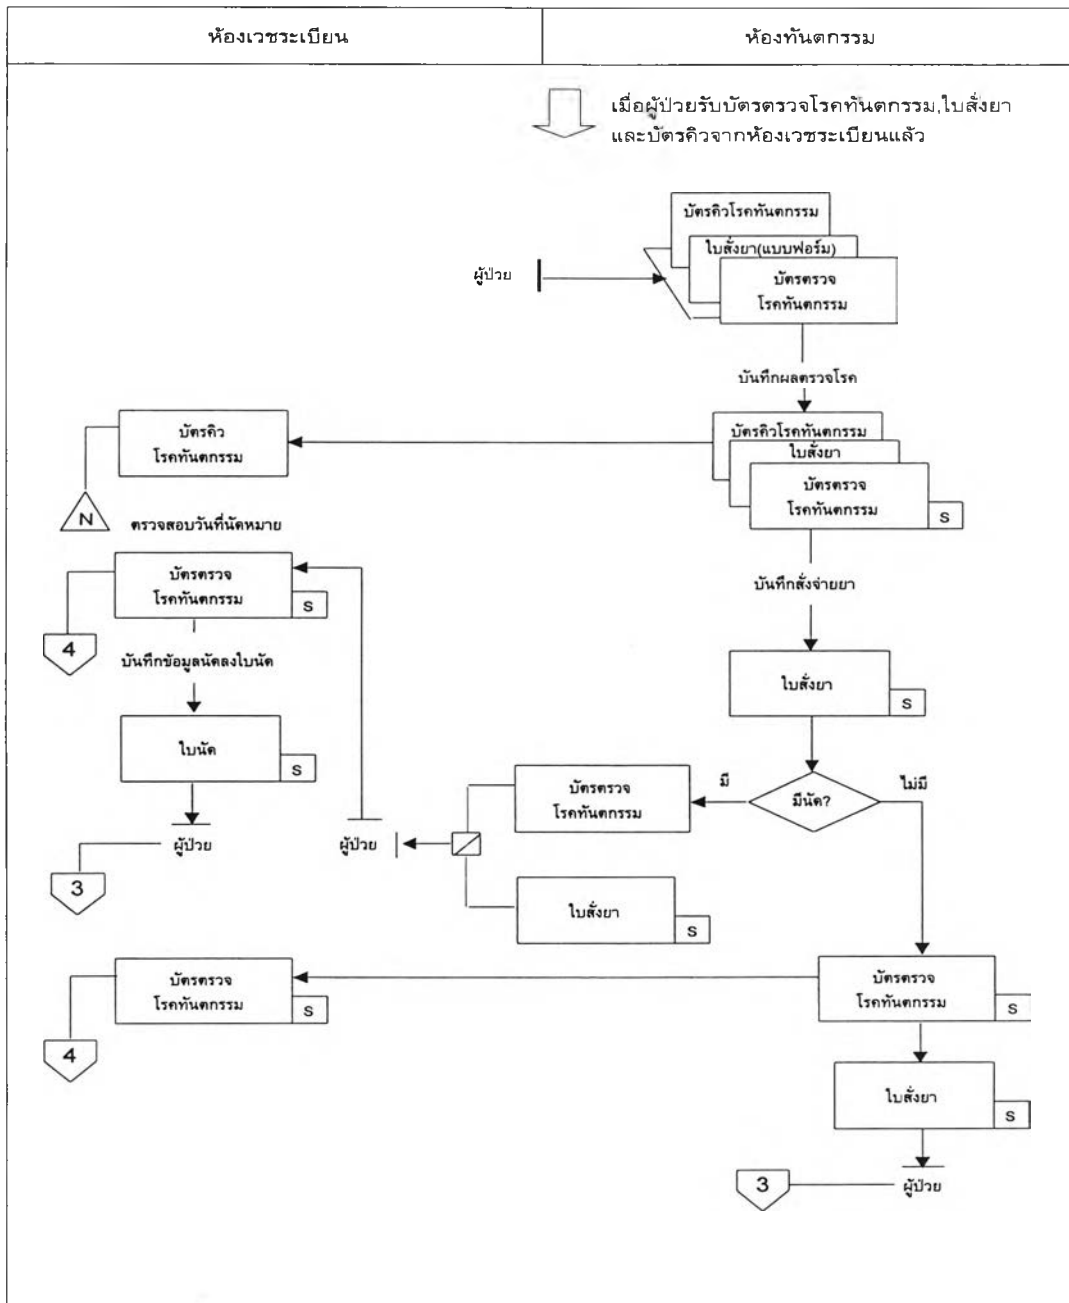 ห้องเวชระเบียน
ห้องทันตกรรม
เมื่อผู้ป่วยรับบัตรตรวจโรคทันตกรรม,ใบสั่งยา
และบัตรคิวจากห้องเวชระเบียนแล้ว
บัตรคิวโรคทันตกรรม
ใบสั่งยา(แบบฟอร์ม)
บัตรตรวจ
โรคทันตกรรม
ผู้ป่วย
บันทึกผลตรวจโรค
บัตรคิว
โรคทันตกรรม
N
บัตรคิวโรคทันตกรรม
ใบสั่งยา
บัตรตรวจ
โรคทันตกรรม
S
ตรวจสอบวันที่นัดหมาย
บัตรตรวจ
โรคทันตกรรม
S
4
บันทึกสั่งจ่ายยา
บันทึกข้อมูลนัดลงใบนัด
ใบสั่งยา
S
ใบนัด
S
มีนัด?
มี
ไม่มี
บัตรตรวจ
โรคทันตกรรม
ผู้ป่วย
ผู้ป่วย
3
ใบสั่งยา
S
บัตรตรวจ
โรคทันตกรรม
S
บัตรตรวจ
โรคทันตกรรม
S
4
ใบสั่งยา
S
3
ผู้ป่วย